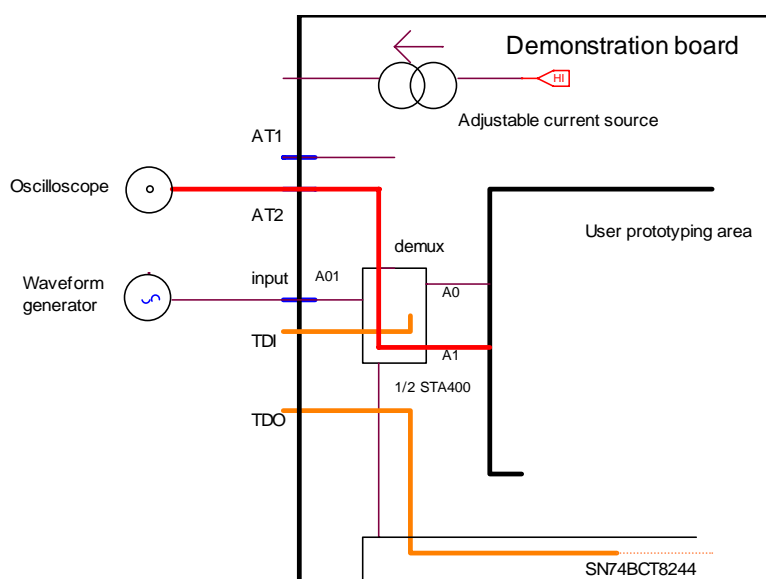 Demonstration board
HI
Adjustable current source
AT1
Oscilloscope
AT2
User prototyping area
demux
input
A01
Waveform
generator
A0
TDI
A1
1/2 STA400
TDO
SN74BCT8244